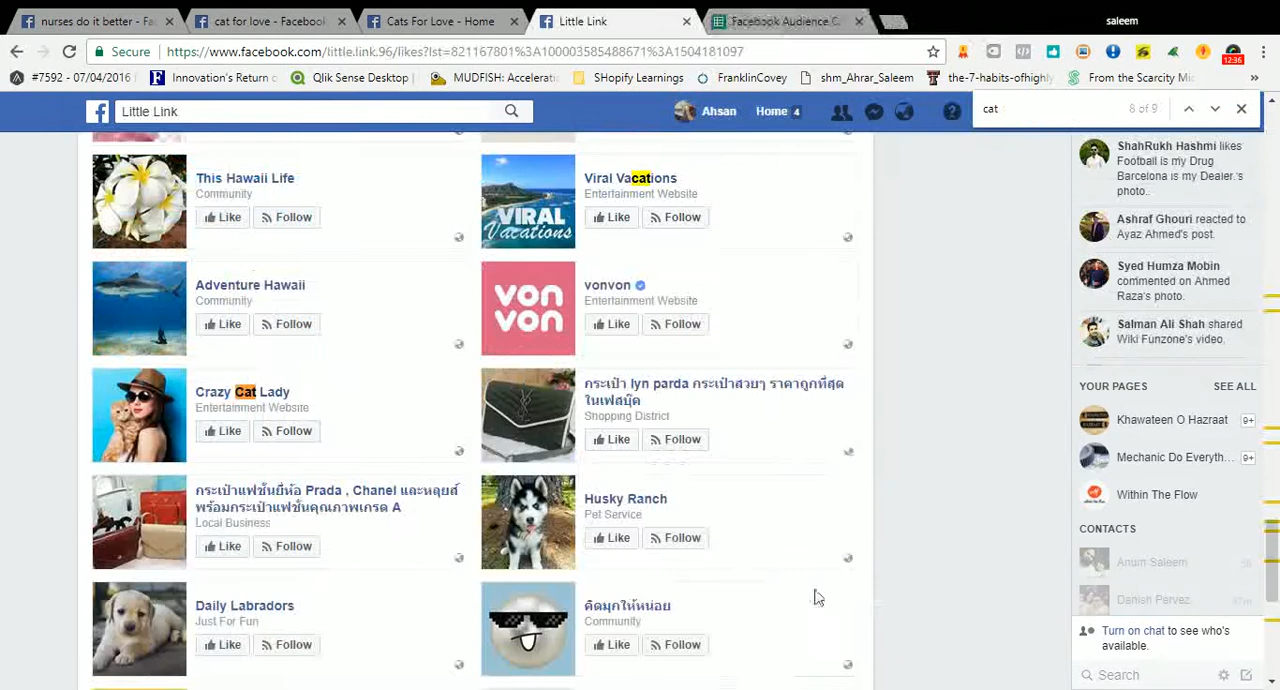 nurses do it better - Fa
cat for love - Facebook
Cats For Love - Home
Little Link
Facebook Audience C
saleem
Secure
https://www.facebook.com/little.link.96/likes?lst=821167801%3A100003585488671%3A1504181097
12:36
#7592 - 07/04/2016
Innovation's Return o
Qlik Sense Desktop
MUDFISH: Accelerati
SHopify Learnings
FranklinCovey
shm_Ahrar_Saleem
the-7-habits-ofhighly
From the Scarcity Mi
Little Link
Ahsan
Home 4
cat
8 of 9
This Hawaii Life
Community
Like
Follow
Viral Vacations
Entertainment Website
Like
Follow
VIRAL
Vacations
Adventure Hawaii
Community
Like
Follow
VON
VON
vonvon
Entertainment Website
Like
Follow
Crazy Cat Lady
Entertainment Website
Like
Follow
กระเป๋า lyn parda กระเป๋าสวยๆ ราคาถูกที่สุด
ในเฟสบุ๊ค
Shopping District
Like
Follow
กระเป๋าแฟชั่นยี่ห้อ Prada , Chanel และหลุยส์
พร้อมกระเป๋าแฟชั่นคุณภาพเกรด A
Local Business
Like
Follow
Husky Ranch
Pet Service
Like
Follow
Daily Labradors
Just For Fun
Like
Follow
คิดมุกให้หน่อย
Community
Like
Follow
ShahRukh Hashmi likes
Football is my Drug
Barcelona is my Dealer's
photo..
Ashraf Ghouri reacted to
Ayaz Ahmed's post.
Syed Humza Mobin
commented on Ahmed
Raza's photo.
Salman Ali Shah shared
Wiki Funzone's video.
YOUR PAGES
SEE ALL
Khawateen O Hazraat
9+
Mechanic Do Everyth...
9+
Within The Flow
CONTACTS
Anum Saleem
Danish Pervez
Turn on chat to see who's
available.
Search